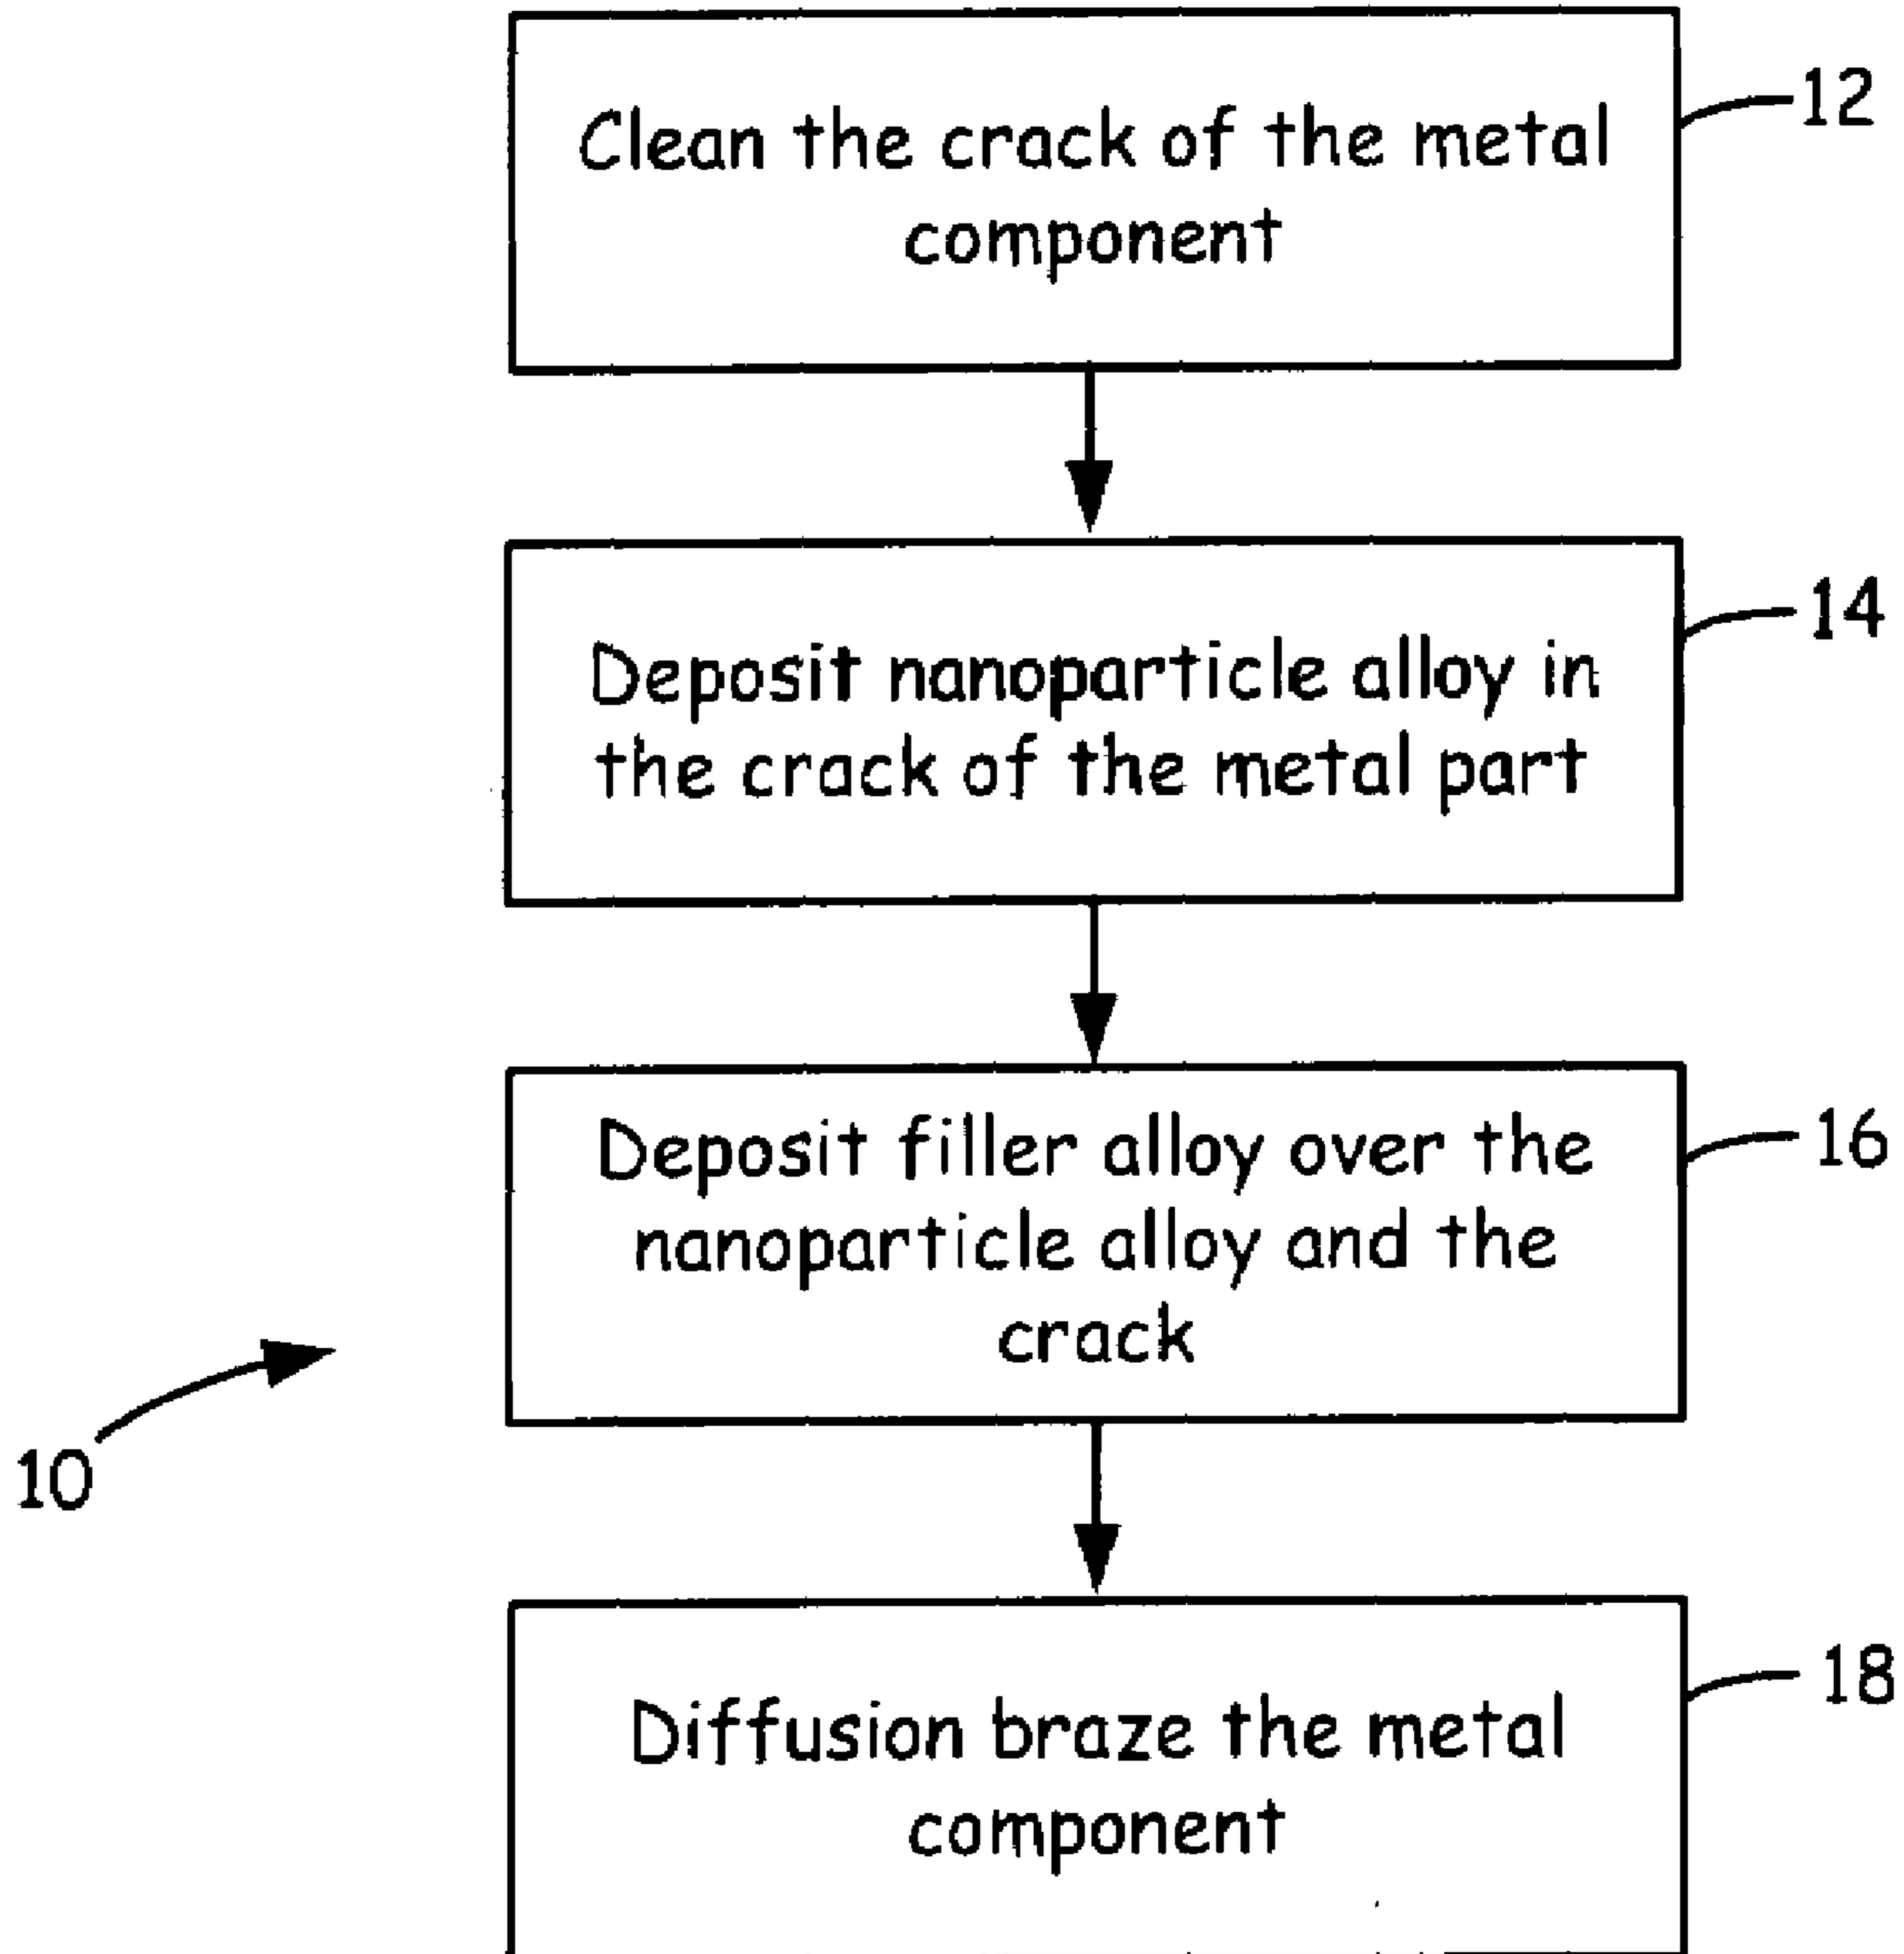 Clean the crack of the metal
component
12
Deposit nanoparticle alloy in
the crack of the metal part
14
Deposit filler alloy over the
nanoparticle alloy and the
crack
16
10
Diffusion braze the metal
component
18